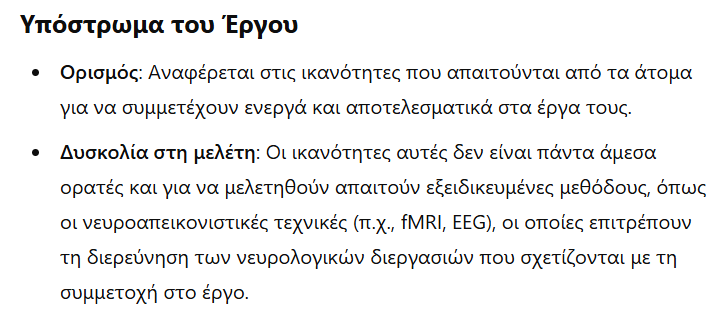 Υπόστρωμα του Έργου
• Ορισμός: Αναφέρεται στις ικανότητες που απαιτούνται από τα άτομα
για να συμμετέχουν ενεργά και αποτελεσματικά στα έργα τους.
• Δυσκολία στη μελέτη: Οι ικανότητες αυτές δεν είναι πάντα άμεσα
ορατές και για να μελετηθούν απαιτούν εξειδικευμένες μεθόδους, όπως
οι νευροαπεικονιστικές τεχνικές (π.χ., fMRI, EEG), οι οποίες επιτρέπουν
τη διερεύνηση των νευρολογικών διεργασιών που σχετίζονται με τη
συμμετοχή στο έργο.